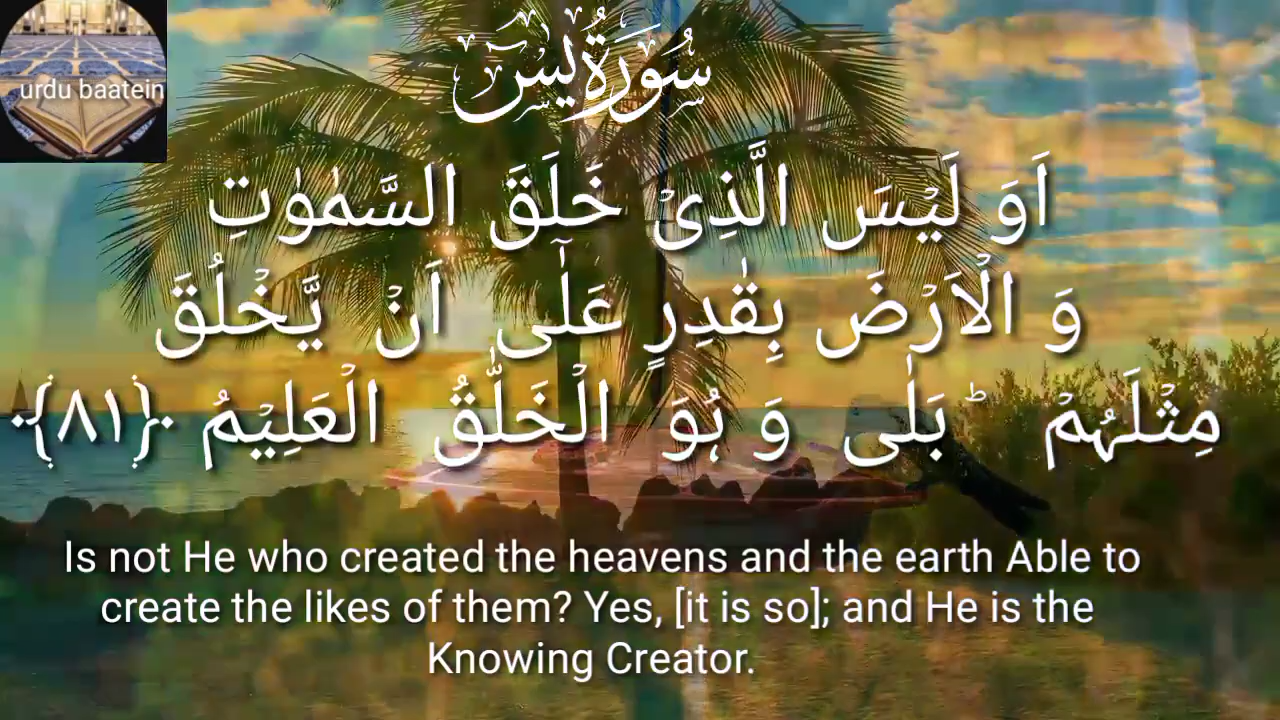 urdu baatein
سُوۡرَةُ يٰسٓ
اَوَ لَیۡسَ الَّذِیۡ خَلَقَ السَّمٰوٰتِ
وَ الۡاَرۡضَ بِقٰدِرٍ عَلٰۤی اَنۡ یَّخۡلُقَ
مِثۡلَہُمۡ ؕ بَلٰی وَ ہُوَ الۡخَلّٰقُ الۡعَلِیۡمُ ﴿۸۱﴾
Is not He who created the heavens and the earth Able to
create the likes of them? Yes, [it is so]; and He is the
Knowing Creator.